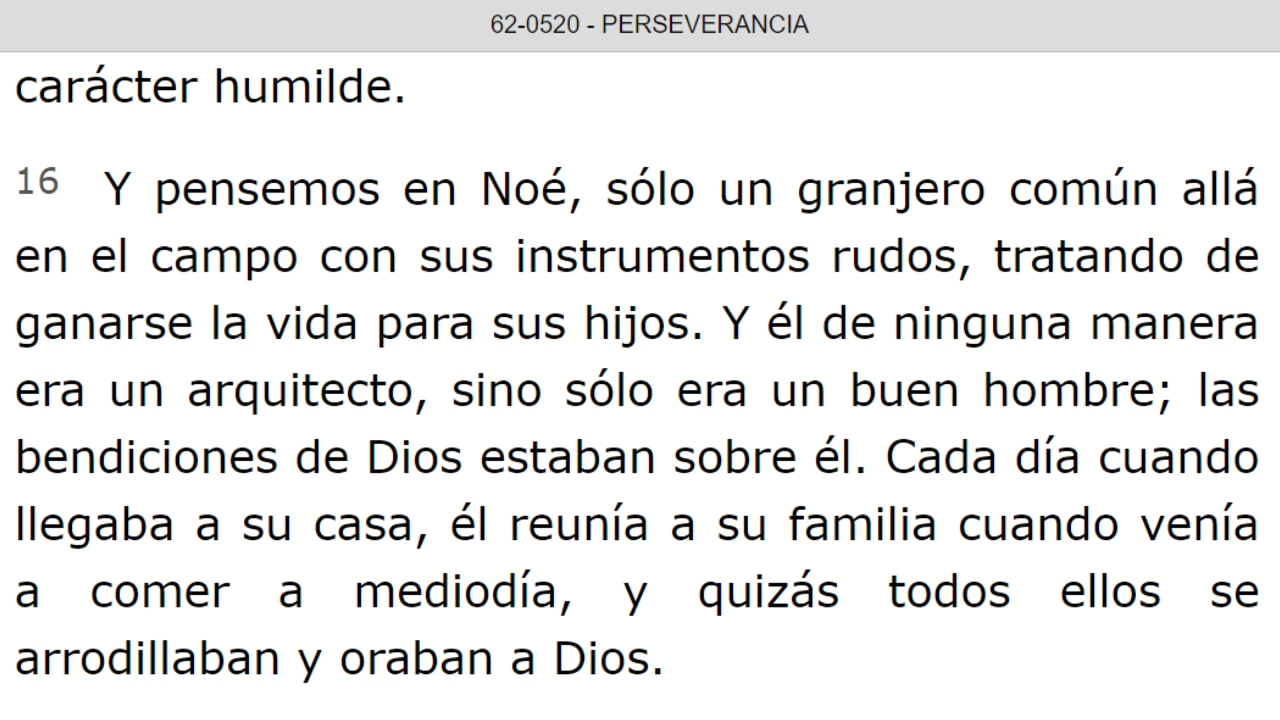 62-0520 - PERSEVERANCIA
carácter humilde.
16 Y pensemos en Noé, sólo un granjero común allá
en el campo con sus instrumentos rudos, tratando de
ganarse la vida para sus hijos. Y él de ninguna manera
era un arquitecto, sino sólo era un buen hombre; las
bendiciones de Dios estaban sobre él. Cada día cuando
llegaba a su casa, él reunía a su familia cuando venía
a comer a mediodía, y quizás todos ellos se
arrodillaban y oraban a Dios.